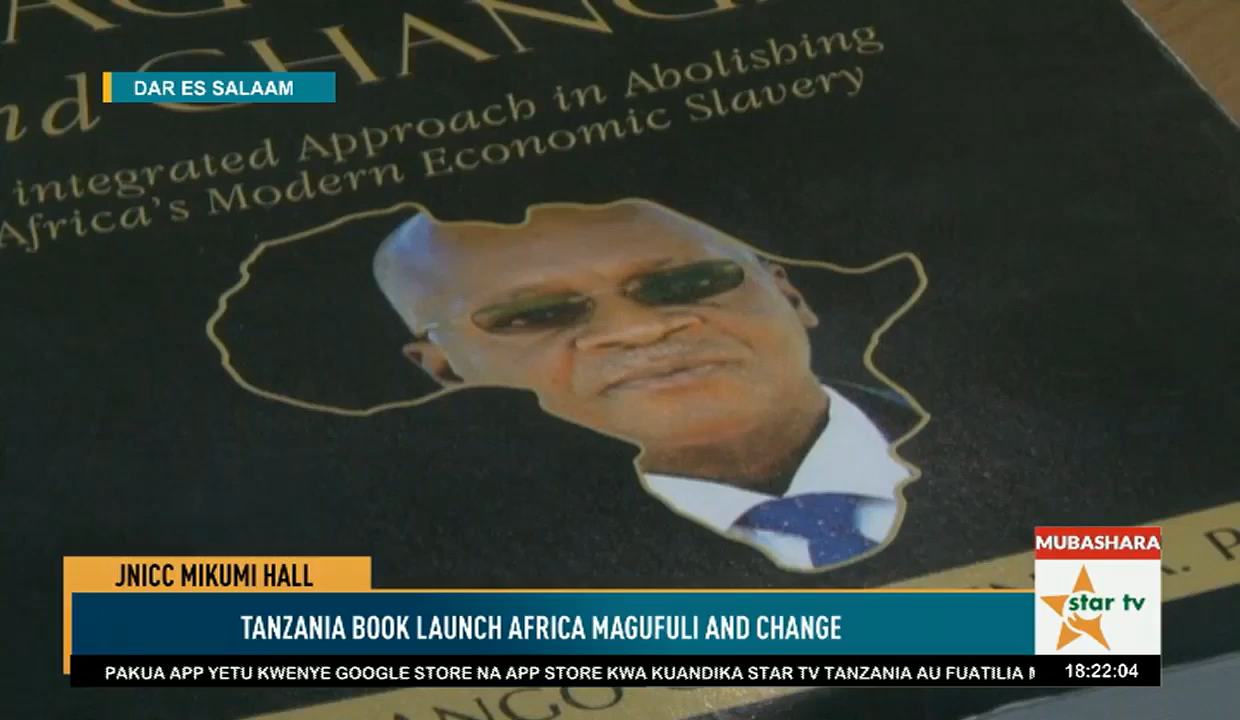 nd CHANG
DAR ES SALAAM
integrated Approach in Abolishing
Africa's Modern Economic Slavery
JNICC MIKUMI HALL
MUBASHARA
star tv
TANZANIA BOOK LAUNCH AFRICA MAGUFULI AND CHANGE
PAKUA APP YETU KWENYE GOOGLE STORE NA APP STORE KWA KUANDIKA STAR TV TANZANIA AU FUATILIA
18:22:04